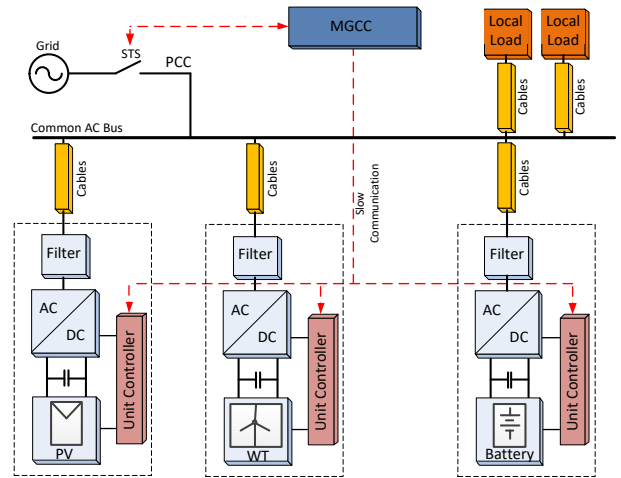 Grid
STS
PCC
MGCC
Local
Load
Local
Load
Cables
Cables
Common AC Bus
Cables
Cables
Cables
Slow
Communication
Filter
AC
DC
Unit Controller
PV
Filter
AC
DC
Unit Controller
WT
Filter
AC
DC
Unit Controller
Battery